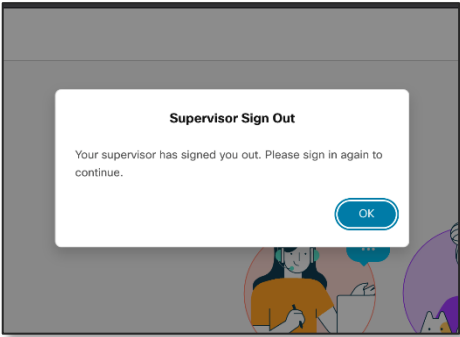 Supervisor Sign Out
Your supervisor has signed you out. Please sign in again to
continue.
OK